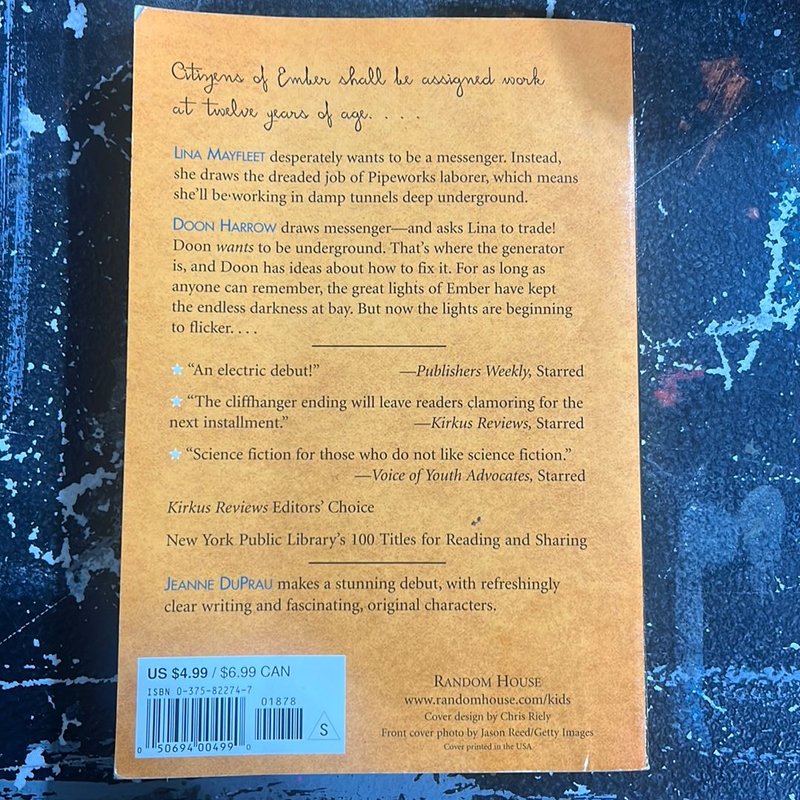 Citizens of Ember shall be assigned work
at twelve years of age. . . .
LINA MAYFLEET desperately wants to be a messenger. Instead,
she draws the dreaded job of Pipeworks laborer, which means
she'll be working in damp tunnels deep underground.
DOON HARROW draws messenger—and asks Lina to trade!
Doon wants to be underground. That's where the generator
is, and Doon has ideas about how to fix it. For as long as
anyone can remember, the great lights of Ember have kept
the endless darkness at bay. But now the lights are beginning
to flicker. . . .
"An electric debut!" —Publishers Weekly, Starred
"The cliffhanger ending will leave readers clamoring for the
next installment." —Kirkus Reviews, Starred
"Science fiction for those who do not like science fiction."
—Voice of Youth Advocates, Starred
Kirkus Reviews Editors' Choice
New York Public Library's 100 Titles for Reading and Sharing
JEANNE DUPRAU makes a stunning debut, with refreshingly
clear writing and fascinating, original characters.
US $4.99 / $6.99 CAN
ISBN 0-375-82274-7
01878
S
0 50694 00499 0
RANDOM HOUSE
www.randomhouse.com/kids
Cover design by Chris Riely
Front cover photo by Jason Reed/Getty Images
Cover printed in the USA